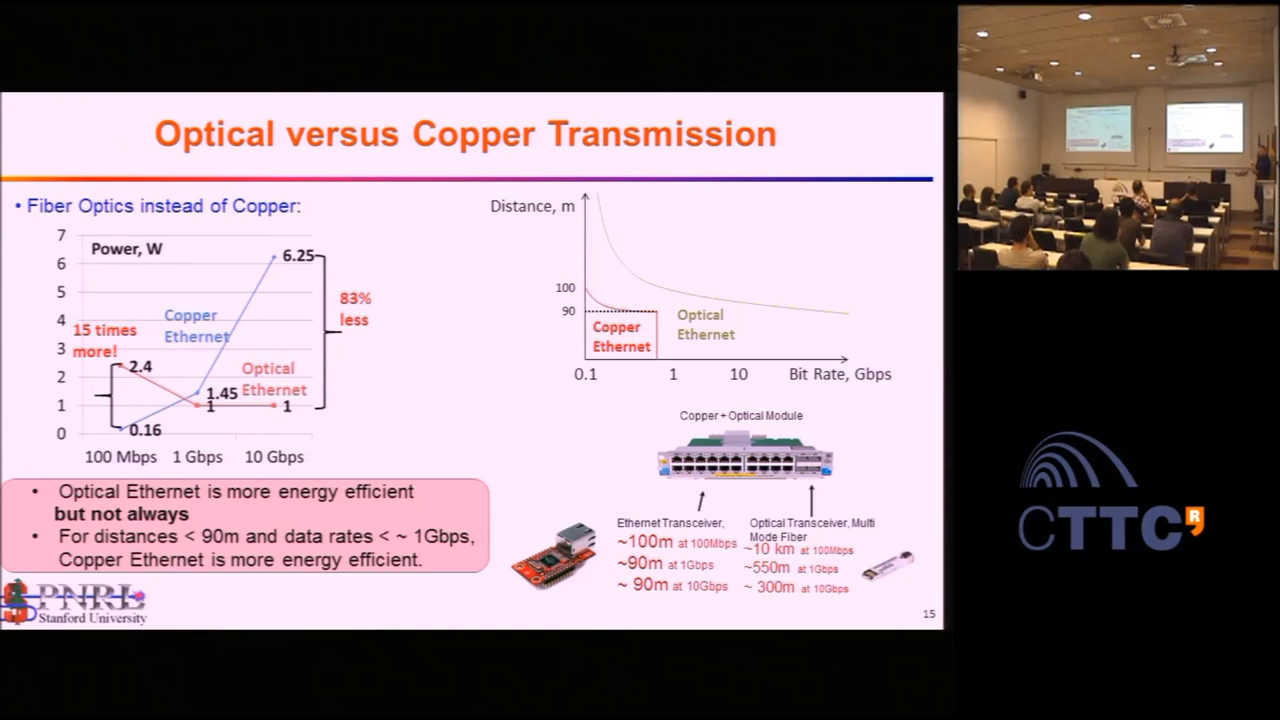 Optical versus Copper Transmission
• Fiber Optics instead of Copper:
7
6
5
4
3
2
1
0
Power, W
Copper
Ethernet
15 times
more!
2.4
0.16
1.45
1
6.25
1
Optical
Ethernet
83%
less
100 Mbps
1 Gbps
10 Gbps
• Optical Ethernet is more energy efficient
but not always
• For distances < 90m and data rates < ~ 1Gbps,
Copper Ethernet is more energy efficient.
Distance, m
100
90
Copper
Ethernet
Optical
Ethernet
0.1
1
10
Bit Rate, Gbps
Copper + Optical Module
Ethernet Transceiver,
~100m at 100Mbps
~90m at 1Gbps
~ 90m at 10Gbps
Optical Transceiver, Multi
Mode Fiber
~10 km at 100Mbps
~550m at 1Gbps
~ 300m at 10Gbps
PNRL
Stanford University
15
CTTC R